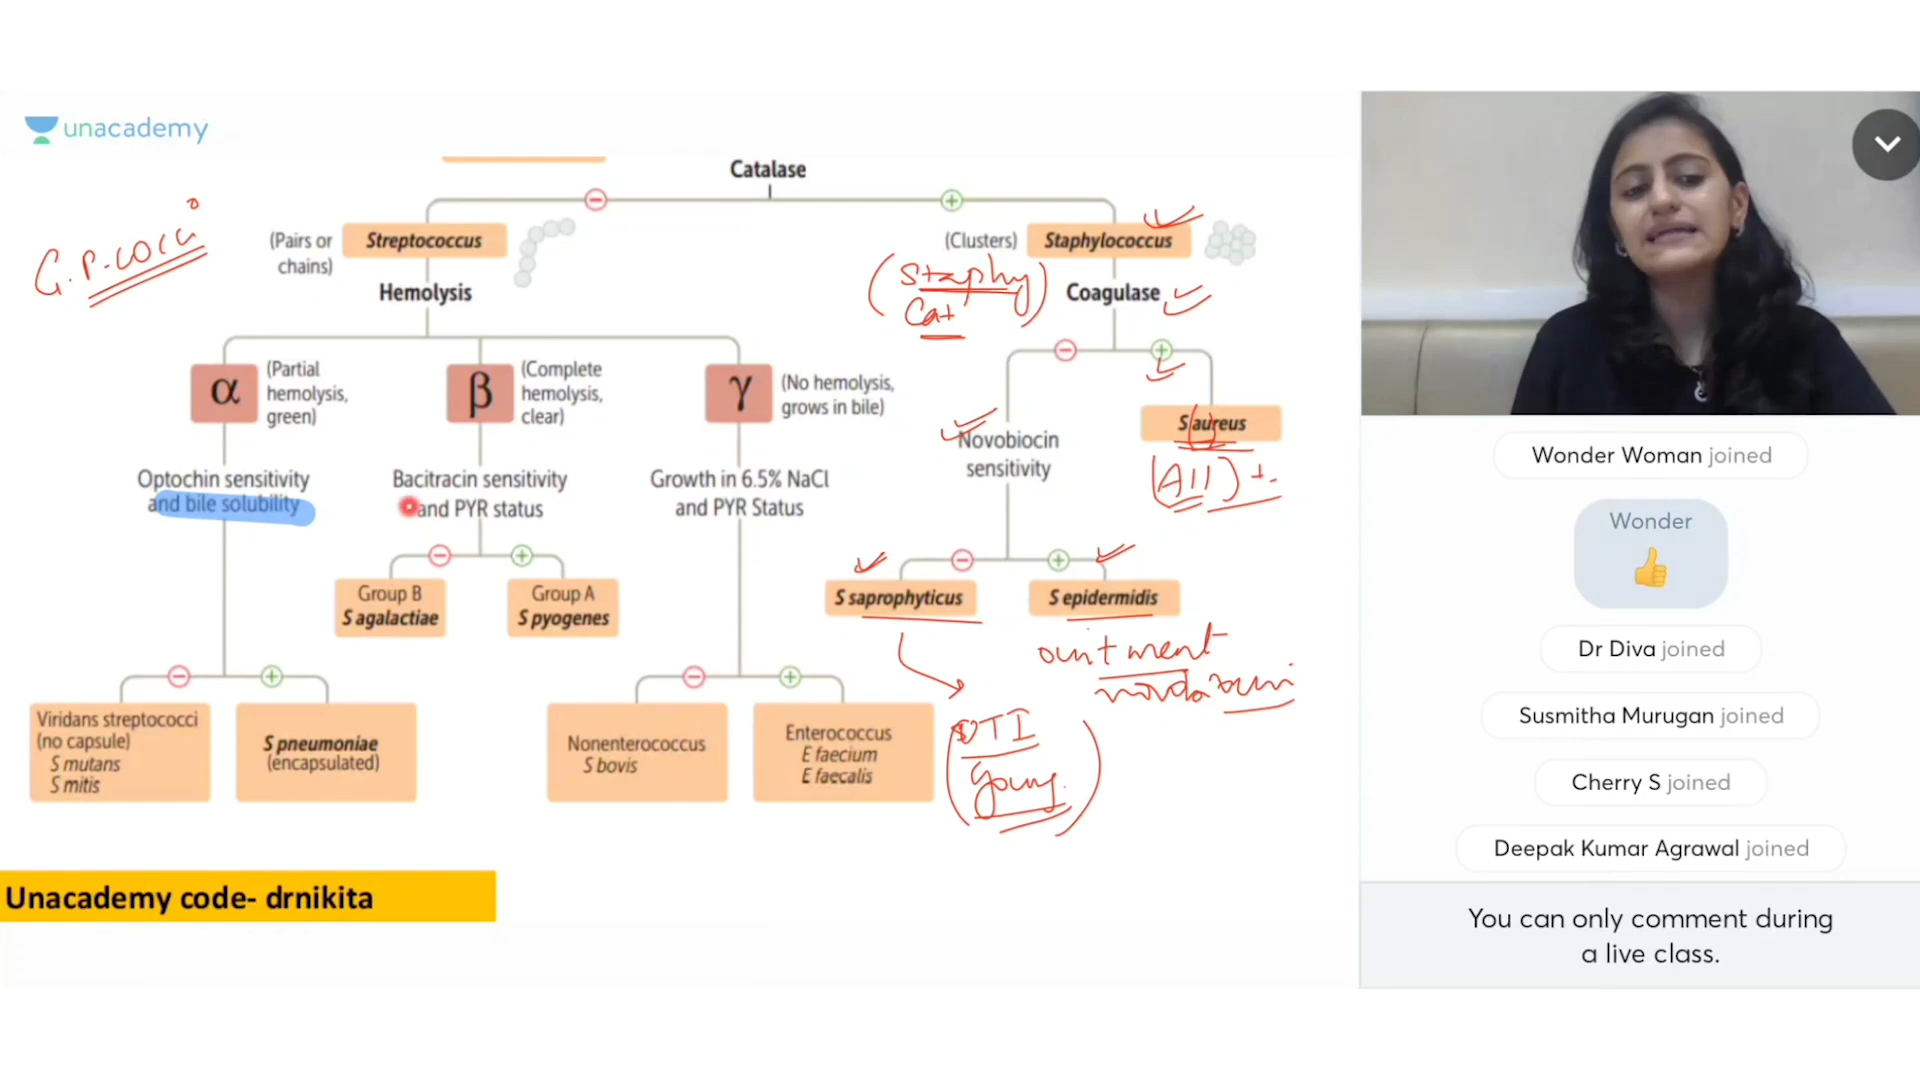 unacademy
Catalase
G.P. cocci
(Pairs or
chains)
Streptococcus
(Clusters)
Staphylococcus
Hemolysis
(Staphy)
Cat
Coagulase
α
(Partial
hemolysis,
green)
β
(Complete
hemolysis,
clear)
γ
(No hemolysis,
grows in bile)
S aureus
Novobiocin
sensitivity
(All) +
Optochin sensitivity
and bile solubility
Bacitracin sensitivity
and PYR status
Growth in 6.5% NaCl
and PYR Status
Group B
S agalactiae
Group A
S pyogenes
S saprophyticus
S epidermidis
ointment
Viridans streptococci
(no capsule)
S mutans
S mitis
S pneumoniae
(encapsulated)
Nonenterococcus
S bovis
Enterococcus
E faecium
E faecalis
UTI
young
Unacademy code- drnikita
Wonder Woman joined
Wonder
Dr Diva joined
Susmitha Murugan joined
Cherry S joined
Deepak Kumar Agrawal joined
You can only comment during
a live class.